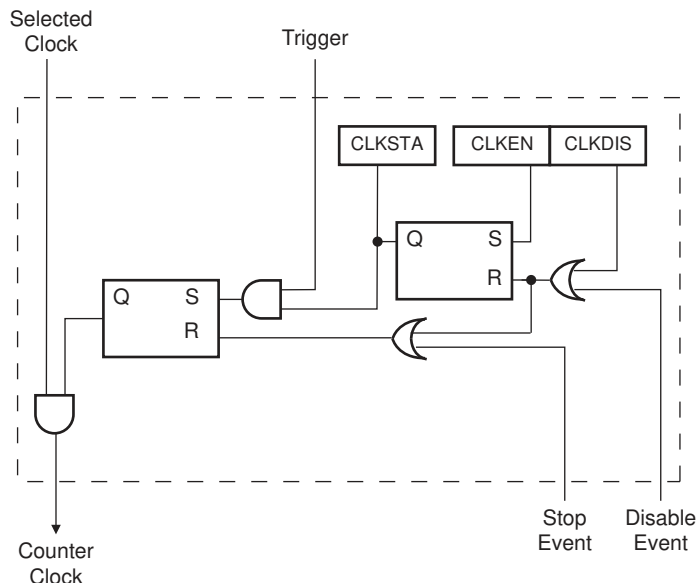 Selected
Clock
Trigger
CLKSTA
CLKEN
CLKDIS
Q
S
R
Q
S
R
Stop
Event
Disable
Event
Counter
Clock